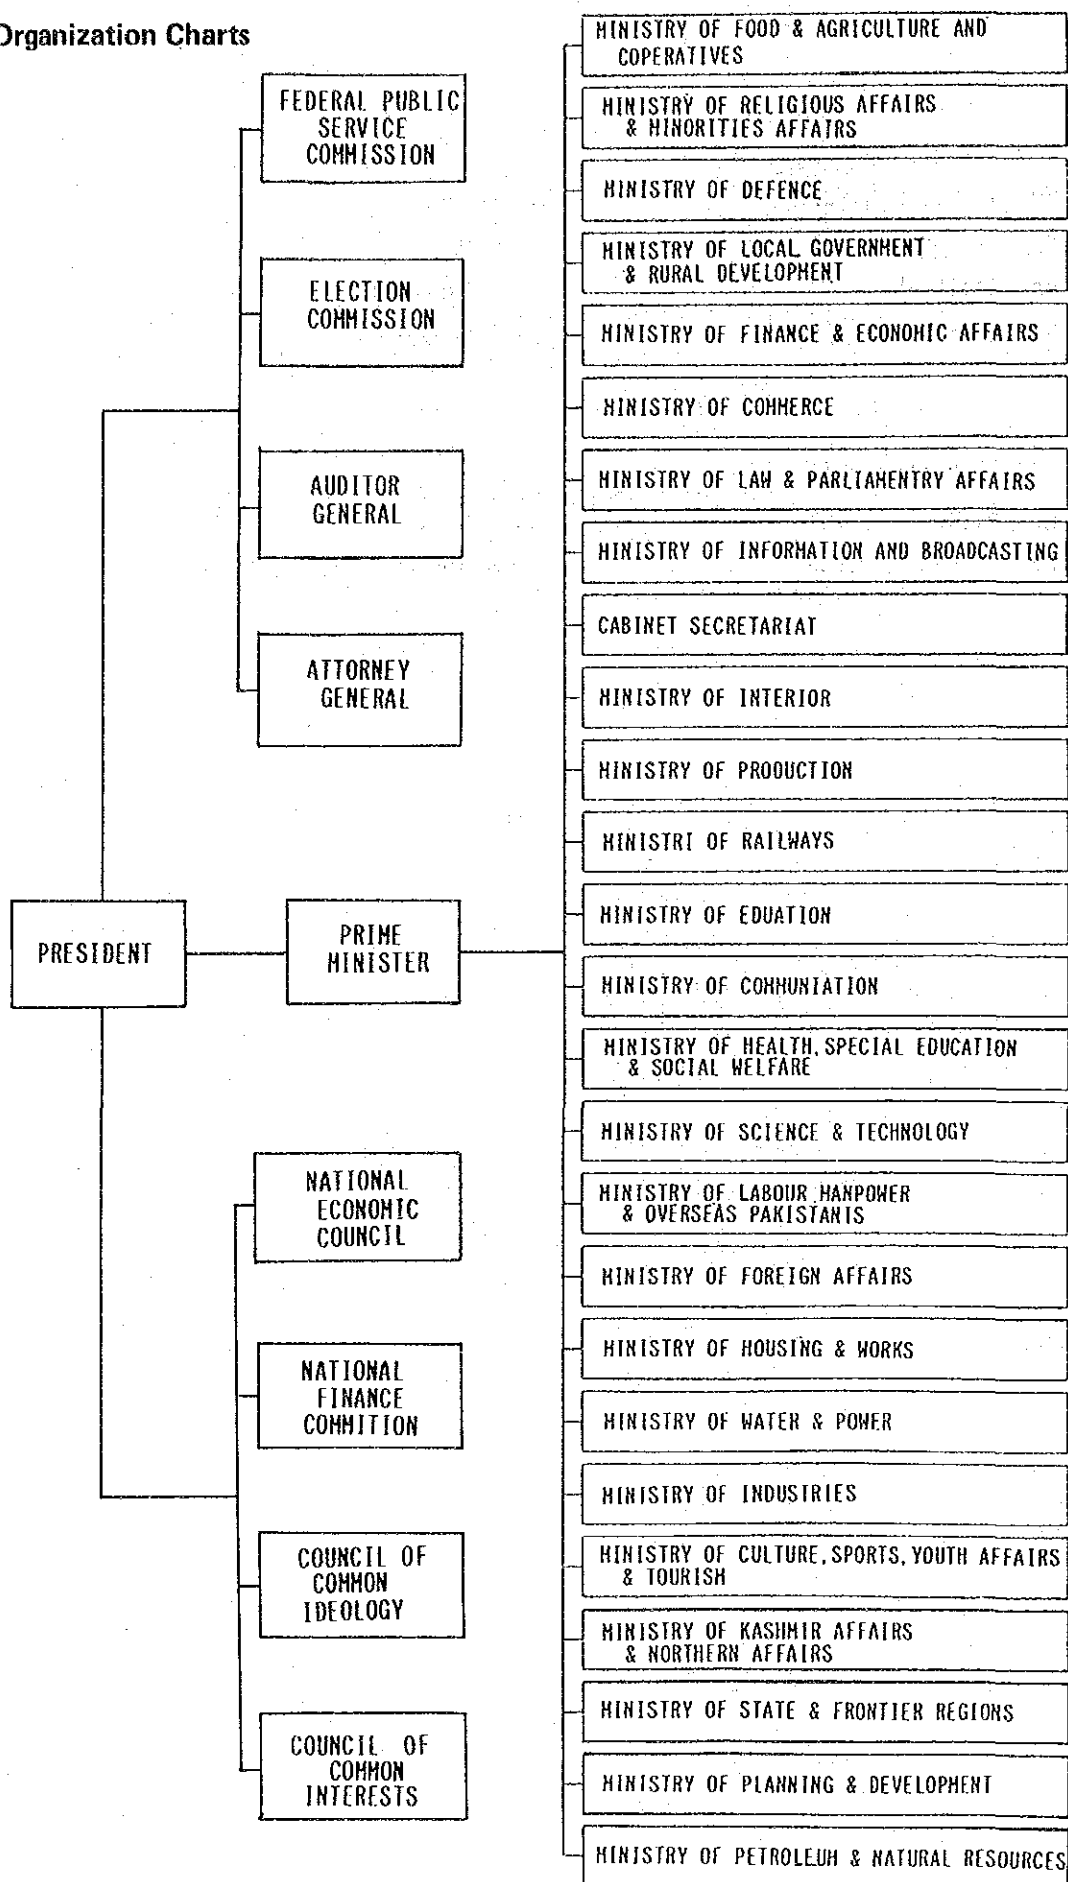 Organization Charts
FEDERAL PUBLIC
SERVICE
COMMISSION
ELECTION
COMMISSION
AUDITOR
GENERAL
ATTORNEY
GENERAL
PRESIDENT
PRIME
MINISTER
NATIONAL
ECONOMIC
COUNCIL
NATIONAL
FINANCE
COMMITION
COUNCIL OF
COMMON
IDEOLOGY
COUNCIL OF
COMMON
INTERESTS
MINISTRY OF FOOD & AGRICULTURE AND
COPERATIVES
MINISTRY OF RELIGIOUS AFFAIRS
& MINORITIES AFFAIRS
MINISTRY OF DEFENCE
MINISTRY OF LOCAL GOVERNMENT
& RURAL DEVELOPMENT
MINISTRY OF FINANCE & ECONOMIC AFFAIRS
MINISTRY OF COMMERCE
MINISTRY OF LAW & PARLIAMENTRY AFFAIRS
MINISTRY OF INFORMATION AND BROADCASTING
CABINET SECRETARIAT
MINISTRY OF INTERIOR
MINISTRY OF PRODUCTION
MINISTRI OF RAILWAYS
MINISTRY OF EDUATION
MINISTRY OF COMMUNIATION
MINISTRY OF HEALTH, SPECIAL EDUCATION
& SOCIAL WELFARE
MINISTRY OF SCIENCE & TECHNOLOGY
MINISTRY OF LABOUR MANPOWER
& OVERSEAS PAKISTANIS
MINISTRY OF FOREIGN AFFAIRS
MINISTRY OF HOUSING & WORKS
MINISTRY OF WATER & POWER
MINISTRY OF INDUSTRIES
MINISTRY OF CULTURE, SPORTS, YOUTH AFFAIRS
& TOURISM
MINISTRY OF KASHMIR AFFAIRS
& NORTHERN AFFAIRS
MINISTRY OF STATE & FRONTIER REGIONS
MINISTRY OF PLANNING & DEVELOPMENT
MINISTRY OF PETROLEUM & NATURAL RESOURCES